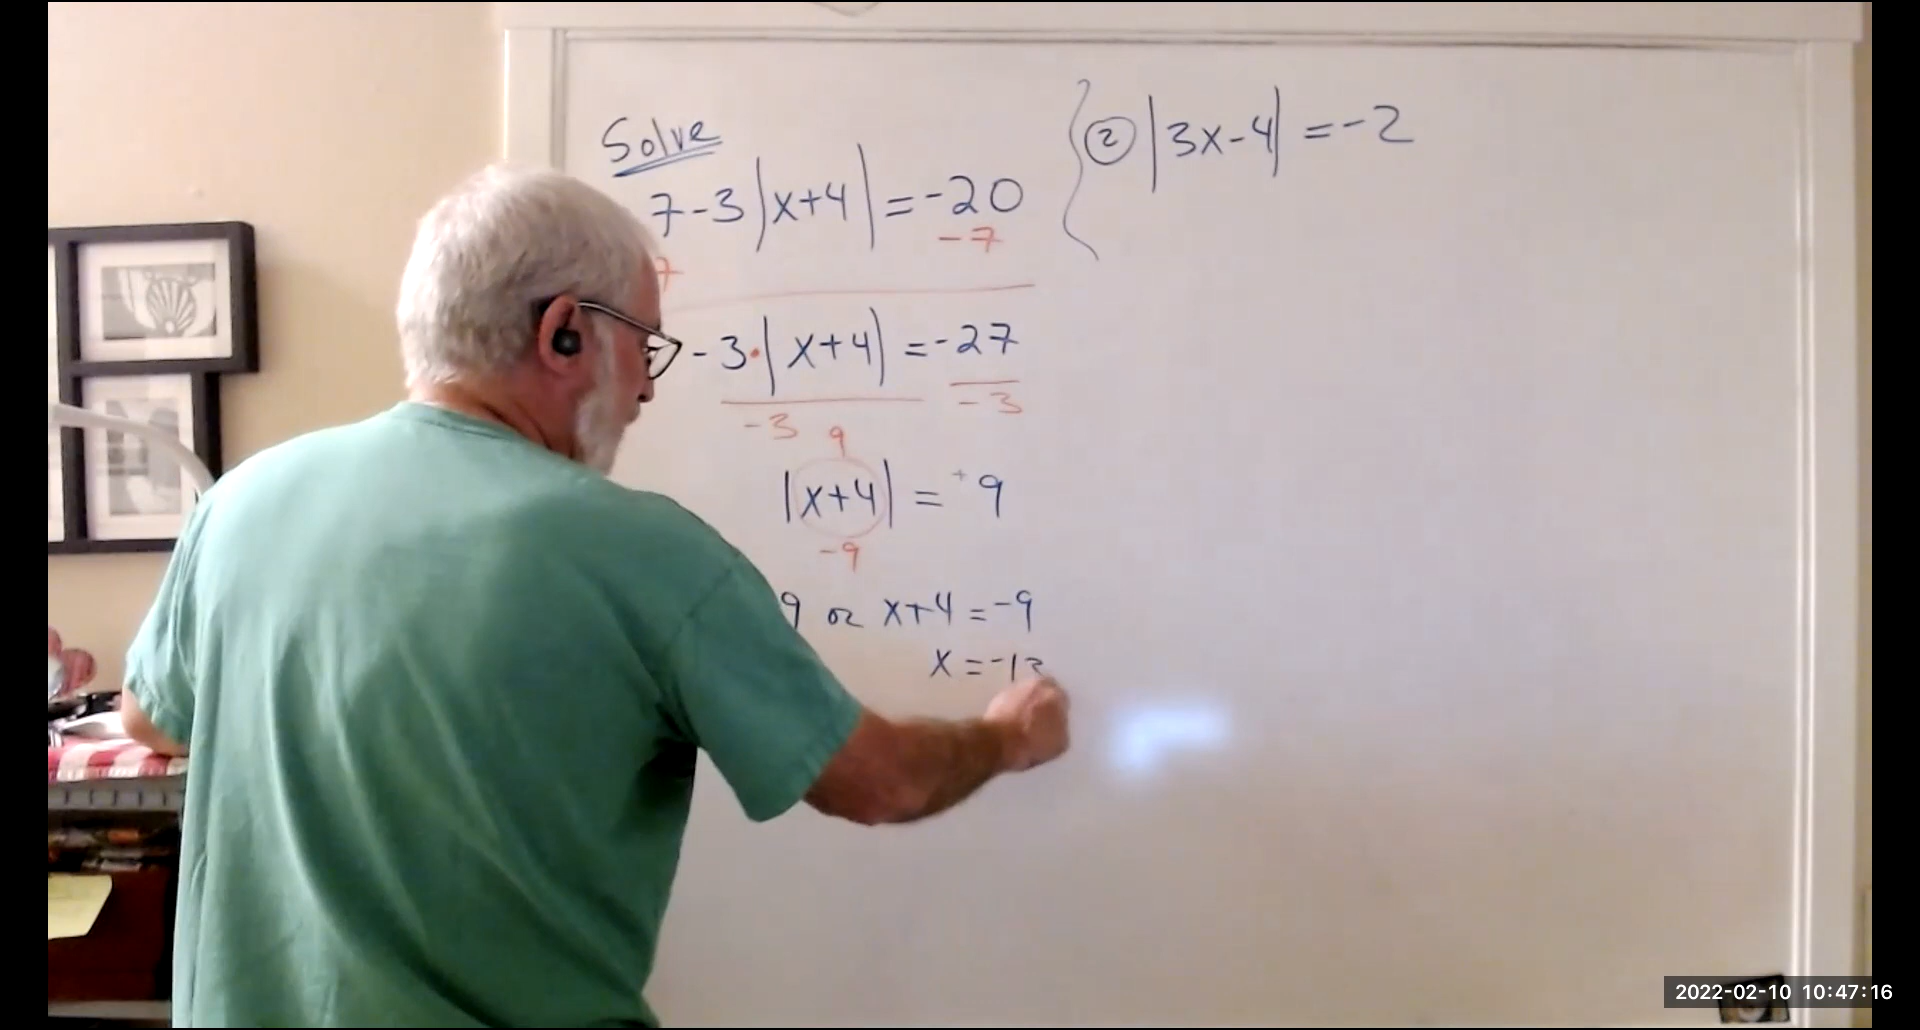 Solve
7-3|x+4|=-20
-7
7
-3·|x+4|=-27
-3
-3
9
|x+4| = +9
-9
9 or x+4=-9
x=-13
② |3x-4|=-2
2022-02-10 10:47:16